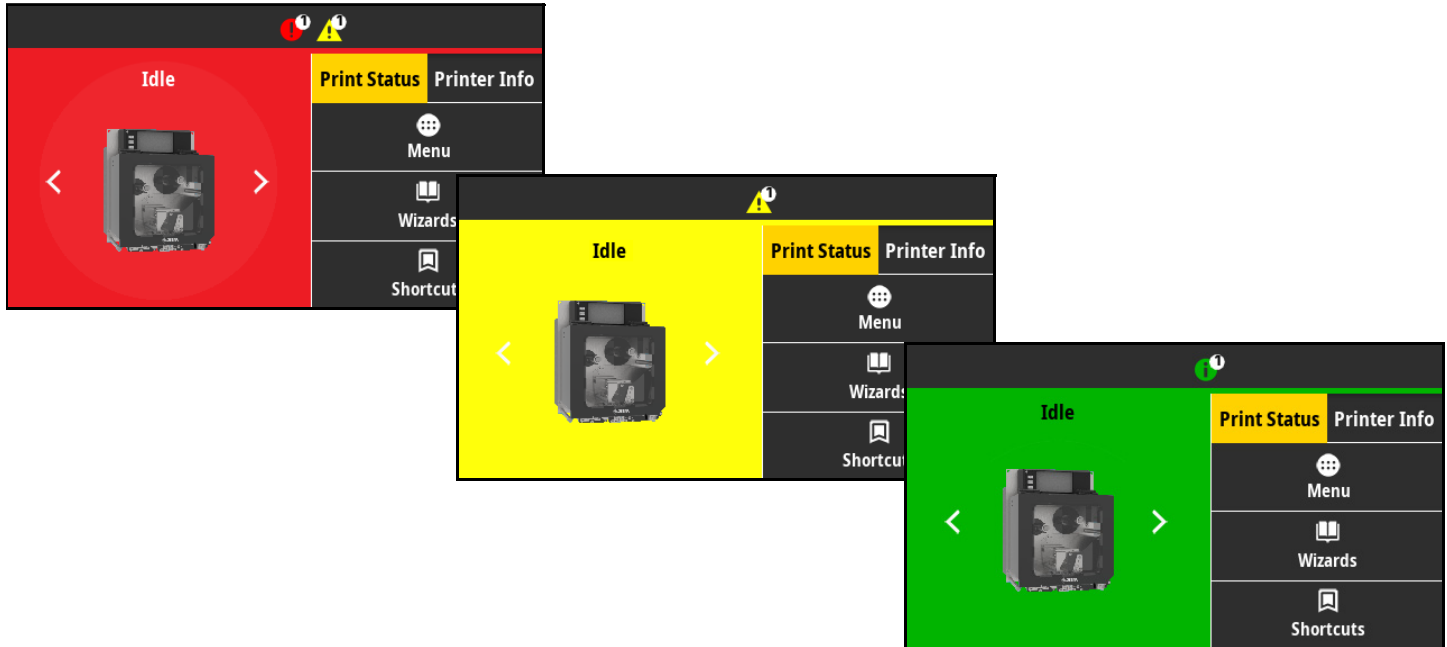 1 1
Idle
Print Status Printer Info
Menu
Wizards
Shortcut
1
Idle
Print Status Printer Info
Menu
Wizards
Shortcu
1
Idle
Print Status Printer Info
Menu
Wizards
Shortcuts